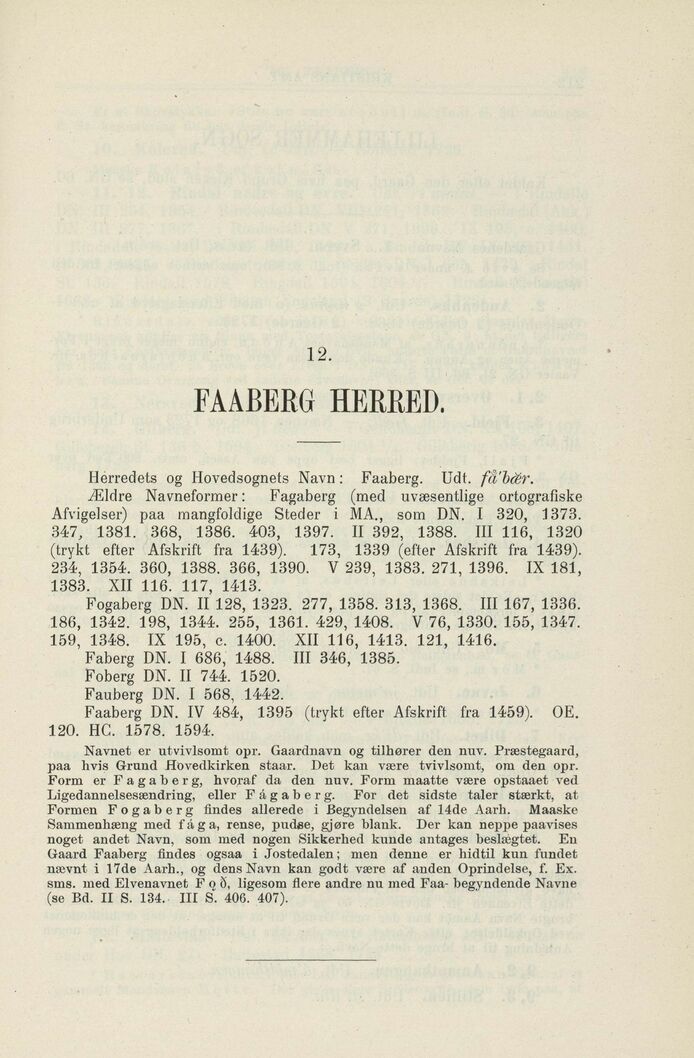 12.
FAABERG HERRED.
Herredets og Hovedsognets Navn: Faaberg. Udt. få'bær.
Ældre Navneformer: Fagaberg (med uvæsentlige ortografiske
Afvigelser) paa mangfoldige Steder i MA., som DN. I 320, 1373.
347, 1381. 368, 1386. 403, 1397. II 392, 1388. III 116, 1320
(trykt efter Afskrift fra 1439). 173, 1339 (efter Afskrift fra 1439).
234, 1354. 360, 1388. 366, 1390. V 239, 1383. 271, 1396. IX 181,
1383. XII 116. 117, 1413.
Fogaberg DN. II 128, 1323. 277, 1358. 313, 1368. III 167, 1336.
186, 1342. 198, 1344. 255, 1361. 429, 1408. V 76, 1330. 155, 1347.
159, 1348. IX 195, c. 1400. XII 116, 1413. 121, 1416.
Faberg DN. I 686, 1488. III 346, 1385.
Foberg DN. II 744. 1520.
Fauberg DN. I 568, 1442.
Faaberg DN. IV 484, 1395 (trykt efter Afskrift fra 1459). OE.
120. HC. 1578. 1594.
Navnet er utvivlsomt opr. Gaardnavn og tilhører den nuv. Præstegaard,
paa hvis Grund Hovedkirken staar. Det kan være tvivlsomt, om den opr.
Form er Fagaberg, hvoraf da den nuv. Form maatte være opstaaet ved
Ligedannelsesændring, eller Fágaberg. For det sidste taler stærkt, at
Formen Fogaberg findes allerede i Begyndelsen af 14de Aarh. Maaske
Sammenhæng med fága, rense, pudse, gjøre blank. Der kan neppe paavises
noget andet Navn, som med nogen Sikkerhed kunde antages beslægtet. En
Gaard Faaberg findes ogsaa i Jostedalen; men denne er hidtil kun fundet
nævnt i 17de Aarh., og dens Navn kan godt være af anden Oprindelse, f. Ex.
sms. med Elvenavnet Fǫð, ligesom flere andre nu med Faa- begyndende Navne
(se Bd. II S. 134. III S. 406. 407).